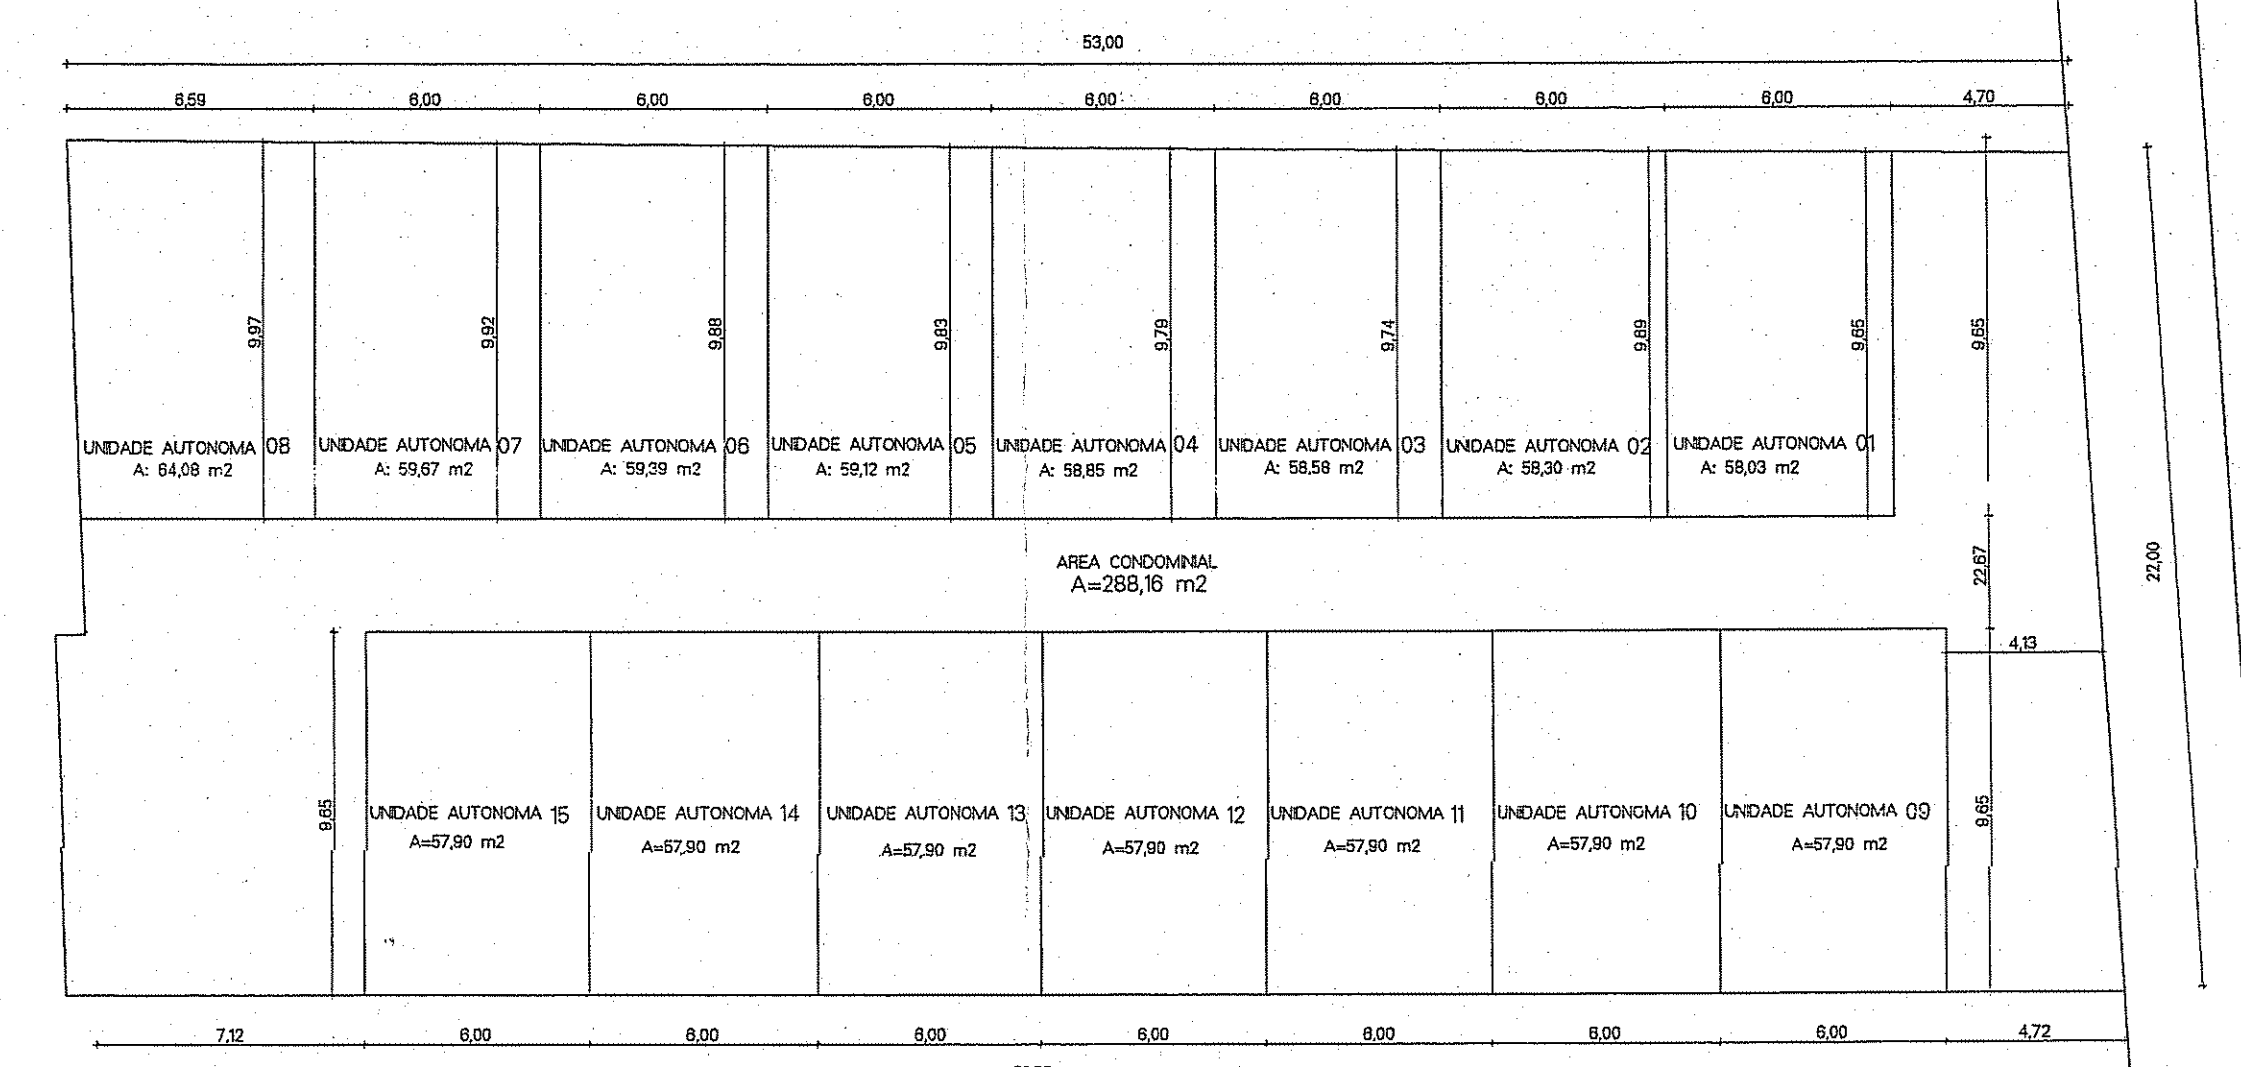 53,00
6,59 6,00 6,00 6,00 6,00 6,00 6,00 6,00 4,70
9,97 9,92 9,88 9,83 9,79 9,74 9,69 9,65 9,65
UNIDADE AUTONOMA 08
A: 64,08 m2
UNIDADE AUTONOMA 07
A: 59,67 m2
UNIDADE AUTONOMA 06
A: 59,39 m2
UNIDADE AUTONOMA 05
A: 59,12 m2
UNIDADE AUTONOMA 04
A: 58,85 m2
UNIDADE AUTONOMA 03
A: 58,58 m2
UNIDADE AUTONOMA 02
A: 58,30 m2
UNIDADE AUTONOMA 01
A: 58,03 m2
AREA CONDOMINIAL
A=288,16 m2
22,67
22,00
4,13
9,65
UNIDADE AUTONOMA 15
A=57,90 m2
UNIDADE AUTONOMA 14
A=57,90 m2
UNIDADE AUTONOMA 13
A=57,90 m2
UNIDADE AUTONOMA 12
A=57,90 m2
UNIDADE AUTONOMA 11
A=57,90 m2
UNIDADE AUTONOMA 10
A=57,90 m2
UNIDADE AUTONOMA 09
A=57,90 m2
9,65
7,12 6,00 6,00 6,00 6,00 6,00 6,00 6,00 4,72